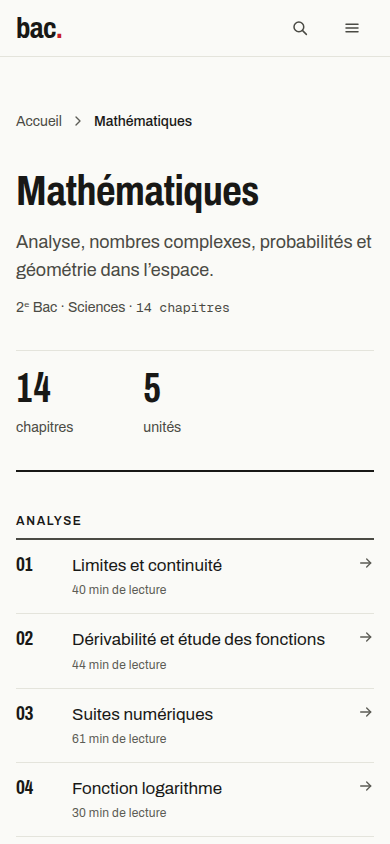 bac.
Accueil > Mathématiques
Mathématiques
Analyse, nombres complexes, probabilités et
géométrie dans l’espace.
2ᵉ Bac · Sciences · 14 chapitres
14 5
chapitres unités
ANALYSE
01 Limites et continuité →
40 min de lecture
02 Dérivabilité et étude des fonctions →
44 min de lecture
03 Suites numériques →
61 min de lecture
04 Fonction logarithme →
30 min de lecture